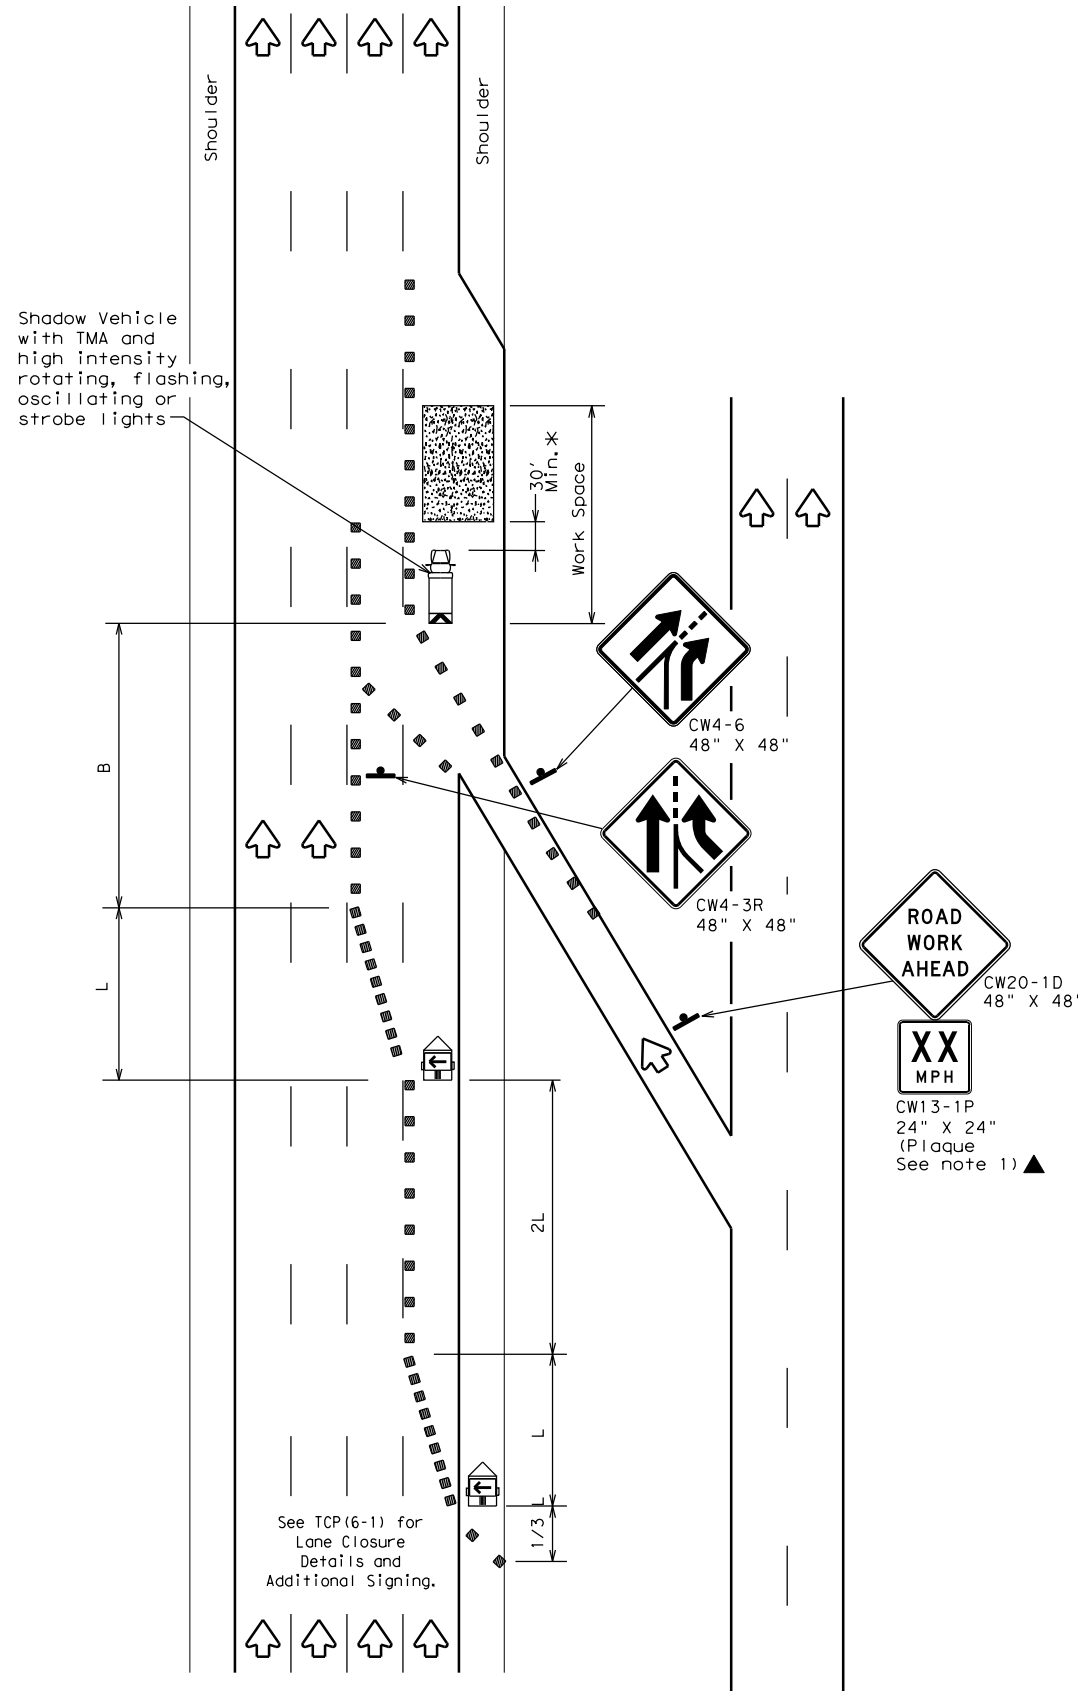 Shoulder
Shoulder
Shadow Vehicle
with TMA and
high intensity
rotating, flashing,
oscillating or
strobe lights
30'
Min.*
Work Space
CW4-6
48" X 48"
B
CW4-3R
48" X 48"
ROAD
WORK
AHEAD
CW20-1D
48" X 48"
XX
MPH
CW13-1P
24" X 24"
(Plaque
See note 1)▲
L
2L
L
1/3 L
See TCP(6-1) for
Lane Closure
Details and
Additional Signing.